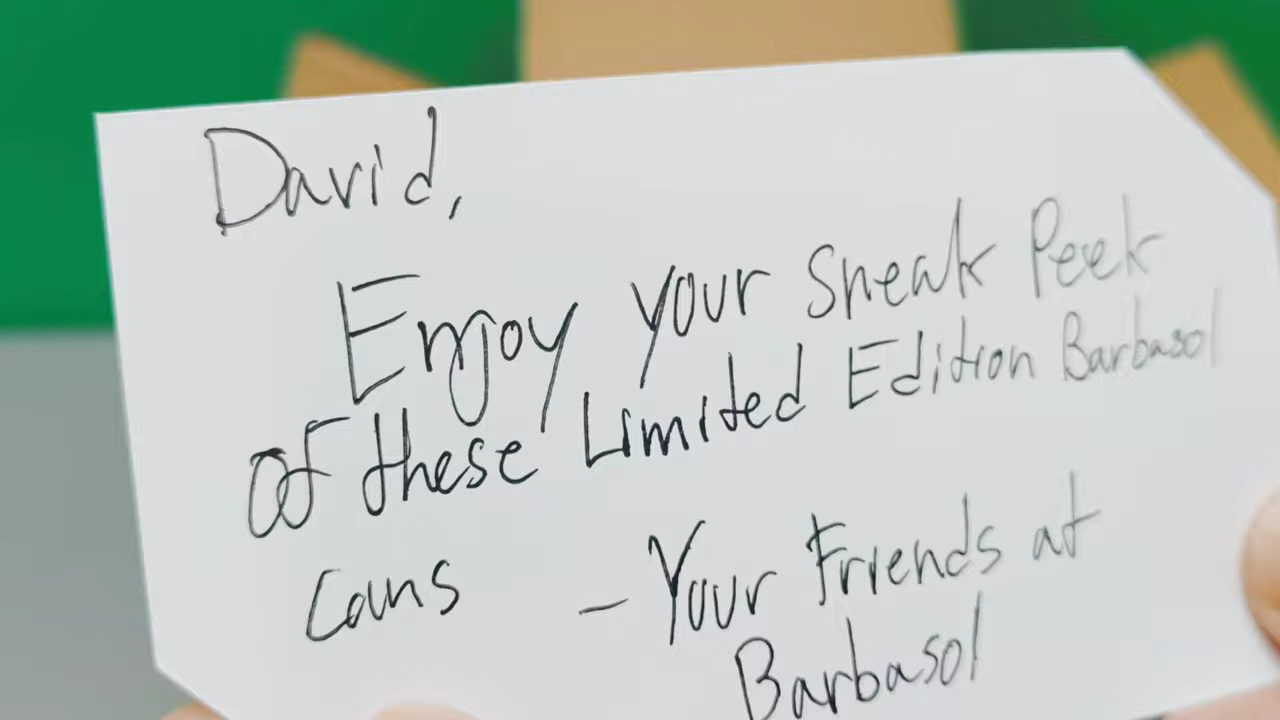 David,
Enjoy your Sneak Peek
of these Limited Edition Barbasol
Cans - Your Friends at
Barbasol